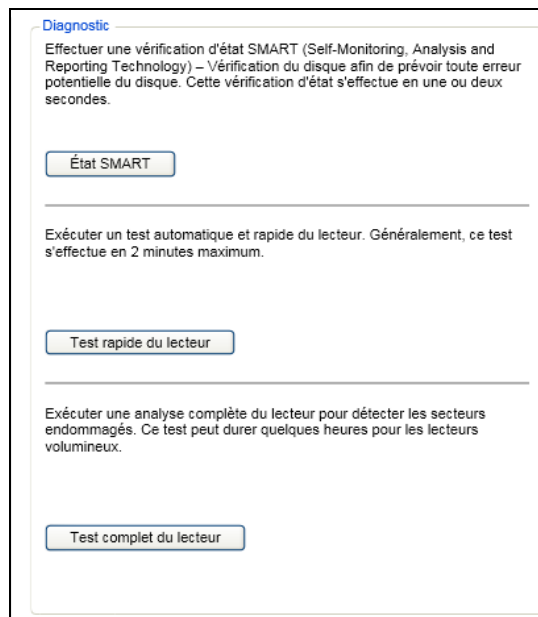 Diagnostic
Effectuer une vérification d'état SMART (Self-Monitoring, Analysis and
Reporting Technology) – Vérification du disque afin de prévoir toute erreur
potentielle du disque. Cette vérification d'état s'effectue en une ou deux
secondes.
État SMART
Exécuter un test automatique et rapide du lecteur. Généralement, ce test
s'effectue en 2 minutes maximum.
Test rapide du lecteur
Exécuter une analyse complète du lecteur pour détecter les secteurs
endommagés. Ce test peut durer quelques heures pour les lecteurs
volumineux.
Test complet du lecteur